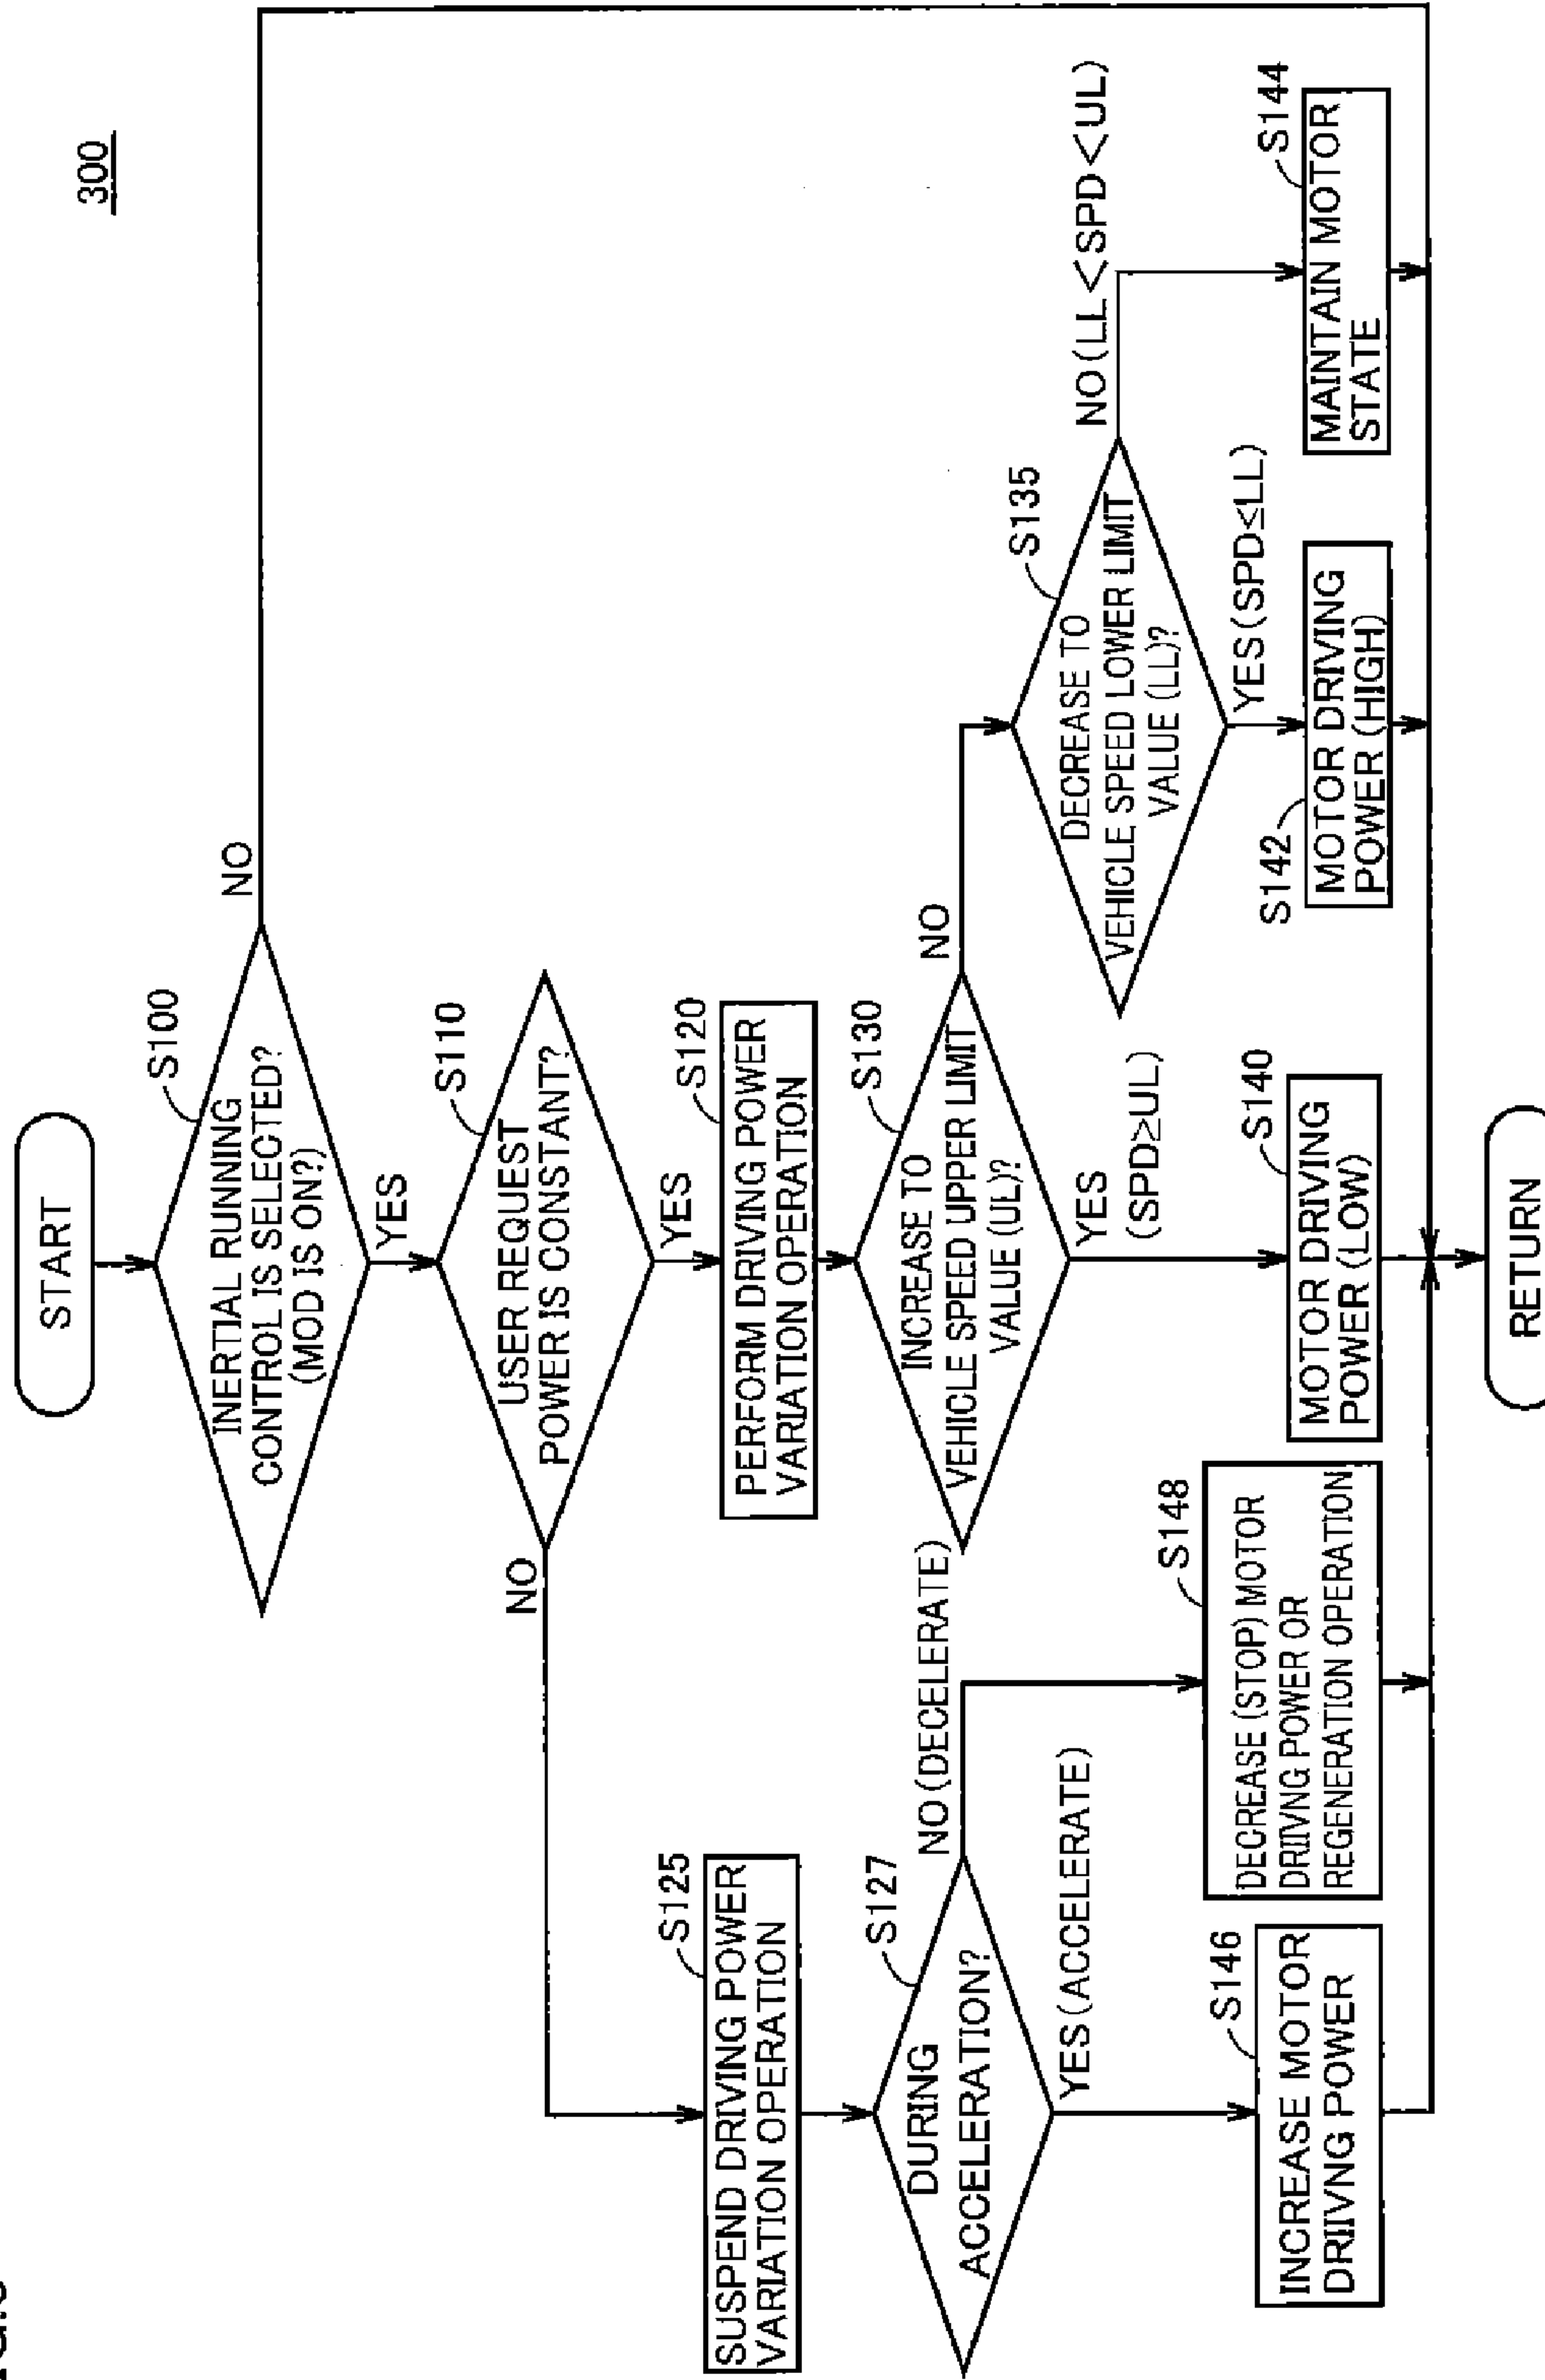 300
START
S100
INERTIAL RUNNING
CONTROL IS SELECTED?
(MOD IS ON?)
NO
YES
S110
USER REQUEST
POWER IS CONSTANT?
NO
YES
S125
SUSPEND DRIVING POWER
VARIATION OPERATION
S120
PERFORM DRIVING POWER
VARIATION OPERATION
S127
DURING
ACCELERATION?
NO (DECELERATE)
YES (ACCELERATE)
S130
INCREASE TO
VEHICLE SPEED UPPER LIMIT
VALUE (UL)?
NO
YES
(SPD≥UL)
S135
DECREASE TO
VEHICLE SPEED LOWER LIMIT
VALUE (LL)?
NO (LL<SPD<UL)
YES (SPD≤LL)
S146
INCREASE MOTOR
DRIIVNG POWER
S148
DECREASE (STOP) MOTOR
DRIIVNG POWER OR
REGENERATION OPERATION
S140
MOTOR DRIVING
POWER (LOW)
S142
MOTOR DRIVING
POWER (HIGH)
S144
MAINTAIN MOTOR
STATE
RETURN